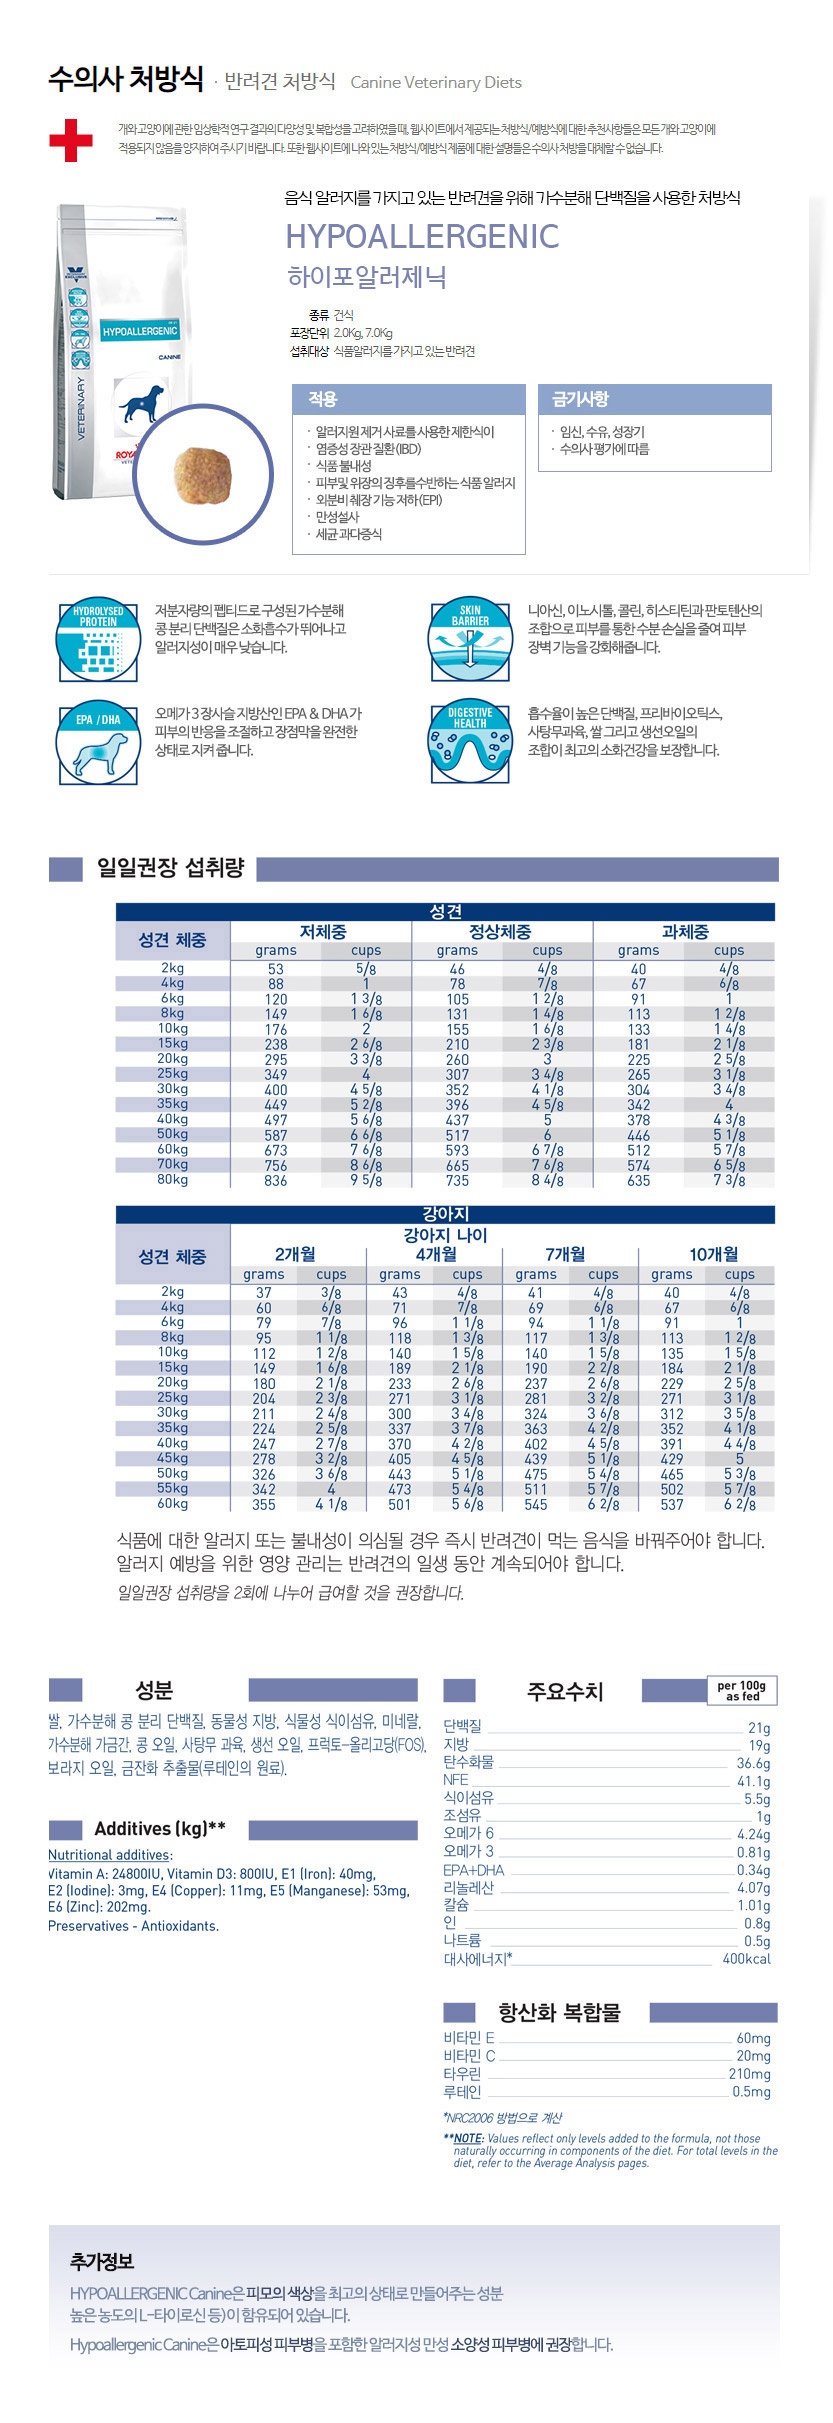 수의사 처방식 · 반려견 처방식 Canine Veterinary Diets
개와 고양이에 관한 임상학적 연구 결과의 다양성 및 복합성을 고려하였을 때, 웹사이트에서 제공되는 처방식/예방식에 대한 추천사항들은 모든 개와 고양이에
적용되지 않음을 양지하여 주시기 바랍니다. 또한 웹사이트에 나와 있는 처방식/예방식 제품에 대한 설명들은 수의사 처방을 대체할 수 없습니다.
음식 알러지를 가지고 있는 반려견을 위해 가수분해 단백질을 사용한 처방식
HYPOALLERGENIC
하이포알러제닉
종류 건식
포장단위 2.0Kg, 7.0Kg
섭취대상 식품알러지를 가지고 있는 반려견
HYPOALLERGENIC
CANINE
VETERINARY
ROYA
적용
· 알러지원 제거 사료를 사용한 제한식이
· 염증성 장관 질환(IBD)
· 식품 불내성
· 피부및 위장의 징후를수반하는 식품 알러지
· 외분비 췌장 기능 저하(EPI)
· 만성설사
· 세균 과다증식
금기사항
· 임신, 수유, 성장기
· 수의사 평가에 따름
HYDROLYSED
PROTEIN
저분자량의 펩티드로 구성된 가수분해
콩 분리 단백질은 소화흡수가 뛰어나고
알러지성이 매우 낮습니다.
SKIN
BARRIER
니아신, 이노시톨, 콜린, 히스티틴과 판토텐산의
조합으로 피부를 통한 수분 손실을 줄여 피부
장벽 기능을 강화해줍니다.
EPA / DHA
오메가 3 장사슬 지방산인 EPA & DHA가
피부의 반응을 조절하고 장점막을 완전한
상태로 지켜 줍니다.
DIGESTIVE
HEALTH
흡수율이 높은 단백질, 프리바이오틱스,
사탕무과육, 쌀 그리고 생선오일의
조합이 최고의 소화건강을 보장합니다.
일일권장 섭취량
성견
성견 체중 저체중 정상체중 과체중
grams cups grams cups grams cups
2kg 53 5/8 46 4/8 40 4/8
4kg 88 1 78 7/8 67 6/8
6kg 120 1 3/8 105 1 2/8 91 1
8kg 149 1 6/8 131 1 4/8 113 1 2/8
10kg 176 2 155 1 6/8 133 1 4/8
15kg 238 2 6/8 210 2 3/8 181 2 1/8
20kg 295 3 3/8 260 3 225 2 5/8
25kg 349 4 307 3 4/8 265 3 1/8
30kg 400 4 5/8 352 4 1/8 304 3 4/8
35kg 449 5 2/8 396 4 5/8 342 4
40kg 497 5 6/8 437 5 378 4 3/8
50kg 587 6 6/8 517 6 446 5 1/8
60kg 673 7 6/8 593 6 7/8 512 5 7/8
70kg 756 8 6/8 665 7 6/8 574 6 5/8
80kg 836 9 5/8 735 8 4/8 635 7 3/8
강아지
강아지 나이
성견 체중 2개월 4개월 7개월 10개월
grams cups grams cups grams cups grams cups
2kg 37 3/8 43 4/8 41 4/8 40 4/8
4kg 60 6/8 71 7/8 69 6/8 67 6/8
6kg 79 7/8 96 1 1/8 94 1 1/8 91 1
8kg 95 1 1/8 118 1 3/8 117 1 3/8 113 1 2/8
10kg 112 1 2/8 140 1 5/8 140 1 5/8 135 1 5/8
15kg 149 1 6/8 189 2 1/8 190 2 2/8 184 2 1/8
20kg 180 2 1/8 233 2 6/8 237 2 6/8 229 2 5/8
25kg 204 2 3/8 271 3 1/8 281 3 2/8 271 3 1/8
30kg 211 2 4/8 300 3 4/8 324 3 6/8 312 3 5/8
35kg 224 2 5/8 337 3 7/8 363 4 2/8 352 4 1/8
40kg 247 2 7/8 370 4 2/8 402 4 5/8 391 4 4/8
45kg 278 3 2/8 405 4 5/8 439 5 1/8 429 5
50kg 326 3 6/8 443 5 1/8 475 5 4/8 465 5 3/8
55kg 342 4 473 5 4/8 511 5 7/8 502 5 7/8
60kg 355 4 1/8 501 5 6/8 545 6 2/8 537 6 2/8
식품에 대한 알러지 또는 불내성이 의심될 경우 즉시 반려견이 먹는 음식을 바꿔주어야 합니다.
알러지 예방을 위한 영양 관리는 반려견의 일생 동안 계속되어야 합니다.
일일권장 섭취량을 2회에 나누어 급여할 것을 권장합니다.
성분
쌀, 가수분해 콩 분리 단백질, 동물성 지방, 식물성 식이섬유, 미네랄,
가수분해 가금간, 콩 오일, 사탕무 과육, 생선 오일, 프럭토-올리고당(FOS),
보라지 오일, 금잔화 추출물(루테인의 원료).
Additives (kg)**
Nutritional additives:
Vitamin A: 24800IU, Vitamin D3: 800IU, E1 (Iron): 40mg,
E2 (Iodine): 3mg, E4 (Copper): 11mg, E5 (Manganese): 53mg,
E6 (Zinc): 202mg.
Preservatives - Antioxidants.
주요수치 per 100g
as fed
단백질 21g
지방 19g
탄수화물 36.6g
NFE 41.1g
식이섬유 5.5g
조섬유 1g
오메가 6 4.24g
오메가 3 0.81g
EPA+DHA 0.34g
리놀레산 4.07g
칼슘 1.01g
인 0.8g
나트륨 0.5g
대사에너지* 400kcal
항산화 복합물
비타민 E 60mg
비타민 C 20mg
타우린 210mg
루테인 0.5mg
*NRC2006 방법으로 계산
**NOTE: Values reflect only levels added to the formula, not those
naturally occurring in components of the diet. For total levels in the
diet, refer to the Average Analysis pages.
추가정보
HYPOALLERGENIC Canine은 피모의 색상을 최고의 상태로 만들어주는 성분
높은 농도의 L-타이로신 등)이 함유되어 있습니다.
Hypoallergenic Canine은 아토피성 피부병을 포함한 알러지성 만성 소양성 피부병에 권장합니다.